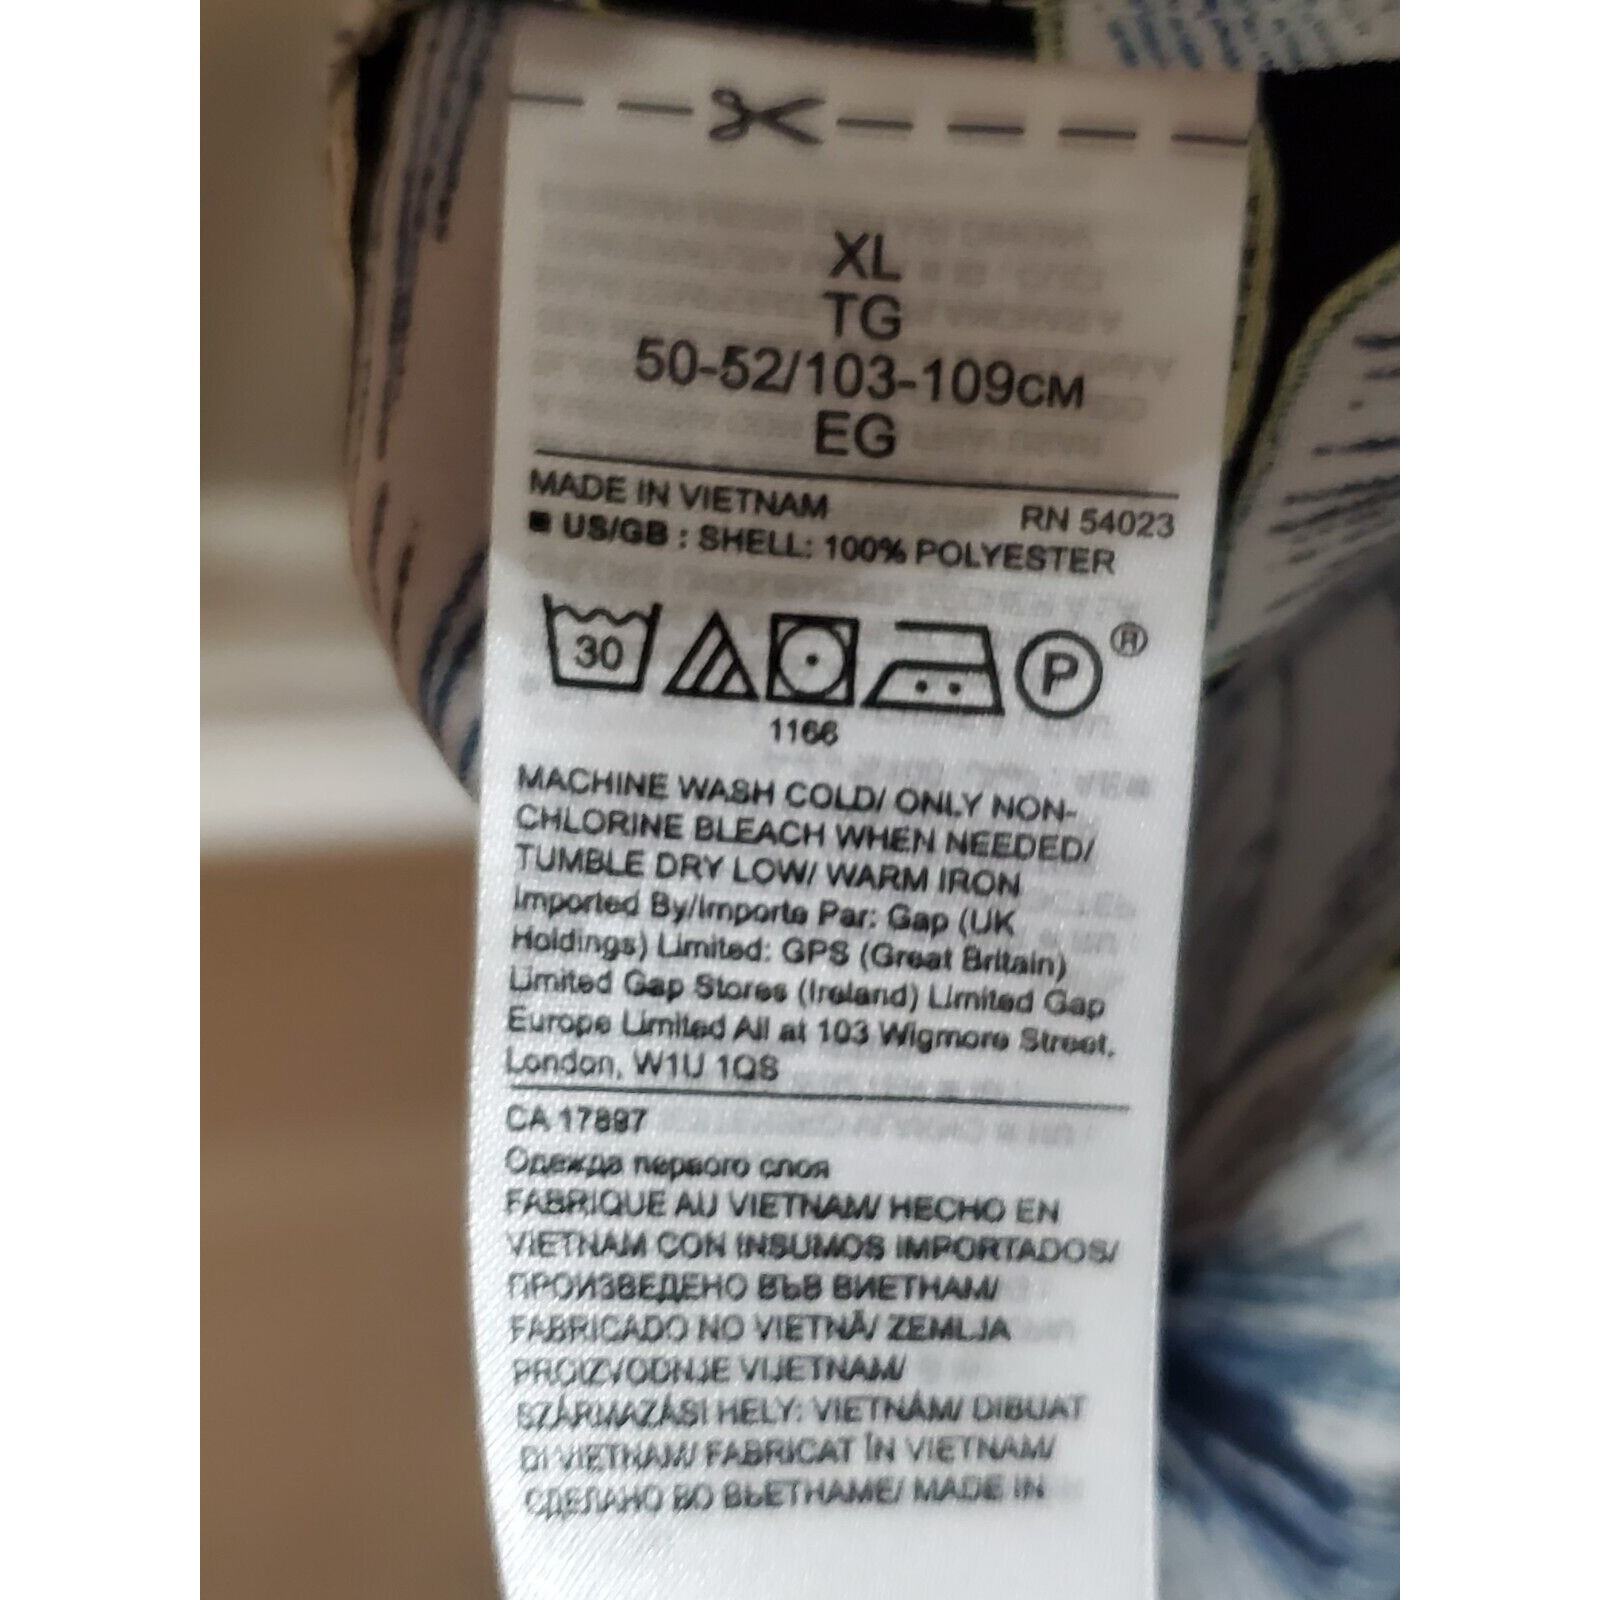 XL
TG
50-52/103-109CM
EG
MADE IN VIETNAM RN 54023
■ US/GB : SHELL: 100% POLYESTER
30 P ®
1166
MACHINE WASH COLD/ ONLY NON-
CHLORINE BLEACH WHEN NEEDED/
TUMBLE DRY LOW/ WARM IRON
Imported By/Importe Par: Gap (UK
Holdings) Limited: GPS (Great Britain)
Limited Gap Stores (Ireland) Limited Gap
Europe Limited All at 103 Wigmore Street,
London, W1U 1QS
CA 17897
Одежда первого слоя
FABRIQUE AU VIETNAM/ HECHO EN
VIETNAM CON INSUMOS IMPORTADOS/
ПРОИЗВЕДЕНО ВЪВ ВИЕТНАМ/
FABRICADO NO VIETNÃ/ ZEMLJA
PROIZVODNJE VIJETNAM/
SZÁRMAZÁSI HELY: VIETNÁM/ DIBUAT
DI VIETNAM/ FABRICAT ÎN VIETNAM/
СДЕЛАНО ВО ВЬЕТНАМЕ/ MADE IN